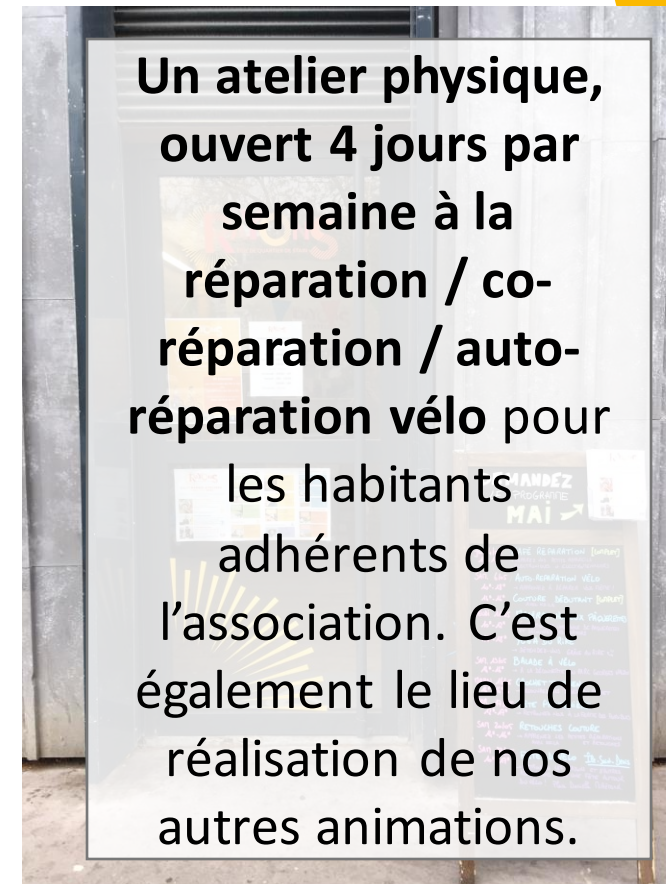 Un atelier physique,
ouvert 4 jours par
semaine à la
réparation / co-
réparation / auto-
réparation vélo pour
les habitants
adhérents de
l’association. C’est
également le lieu de
réalisation de nos
autres animations.
MAI